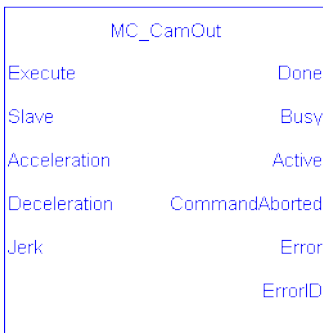 MC_CamOut
Execute Done
Slave Busy
Acceleration Active
Deceleration CommandAborted
Jerk Error
ErrorID